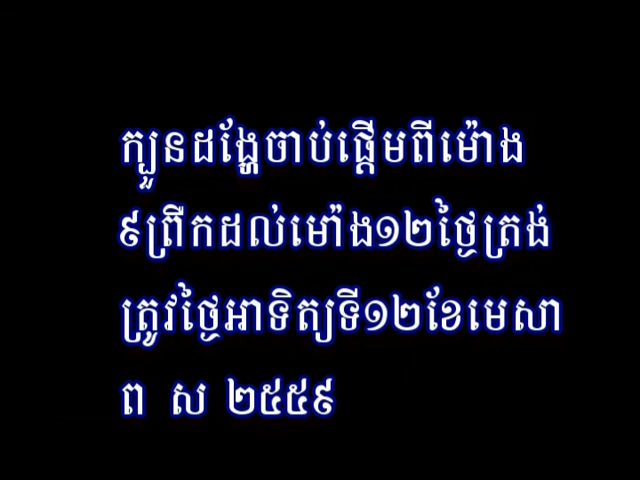 ក្បួនដង្ហែចាប់ផ្តើមពីម៉ោង
៩ព្រឹកដល់មោ៉ង១២ថ្ងៃត្រង់
ត្រូវថ្ងៃអាទិត្យទី១២ខែមេសា
ព ស ២៥៥៩